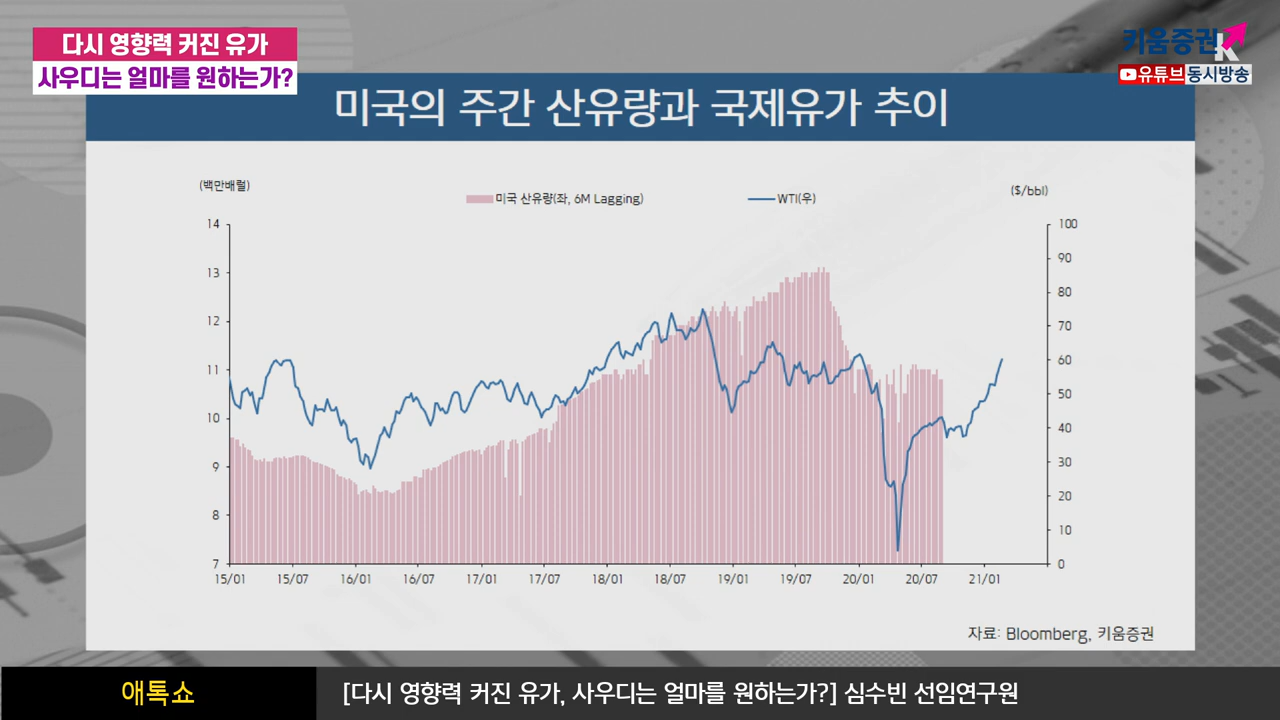 다시 영향력 커진 유가
사우디는 얼마를 원하는가?
키움증권
유튜브동시방송
미국의 주간 산유량과 국제유가 추이
(백만배럴)
($/bbl)
미국 산유량(좌, 6M Lagging)
WTI(우)
14
13
12
11
10
9
8
7
100
90
80
70
60
50
40
30
20
10
0
15/01 15/07 16/01 16/07 17/01 17/07 18/01 18/07 19/01 19/07 20/01 20/07 21/01
자료: Bloomberg, 키움증권
애톡쇼
[다시 영향력 커진 유가, 사우디는 얼마를 원하는가?] 심수빈 선임연구원